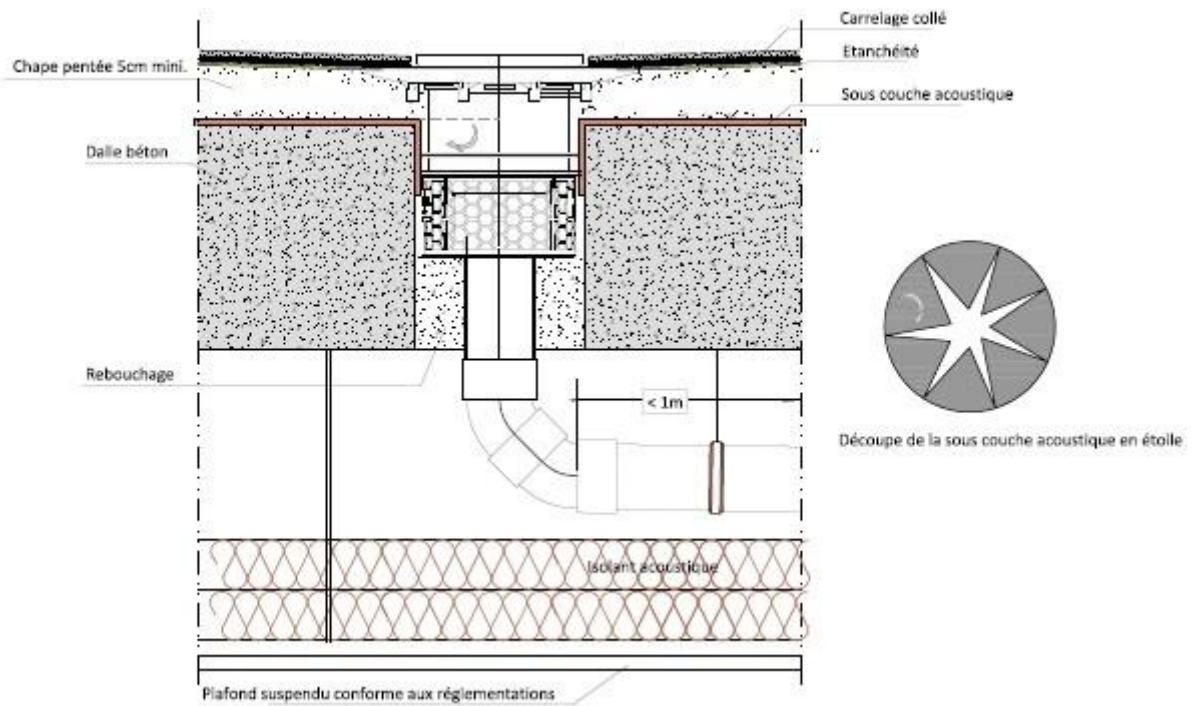 Carrelage collé
Etanchéité
Chape pentée 5cm mini.
Sous couche acoustique
Dalle béton
Rebouchage
< 1m
Découpe de la sous couche acoustique en étoile
Isolant acoustique
Plafond suspendu conforme aux réglementations